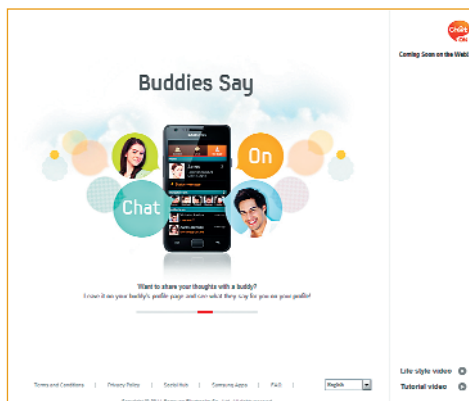 Chat
ON
Coming Soon on the Web
Buddies Say
On
Chat
Want to share your thoughts with a buddy?
Leave it on your buddy's profile page and see what they say for you on your profile!
Life style video
Tutorial video
Terms and Conditions | Privacy Policy | Social Hub | Samsung Apps | FAQ |
English